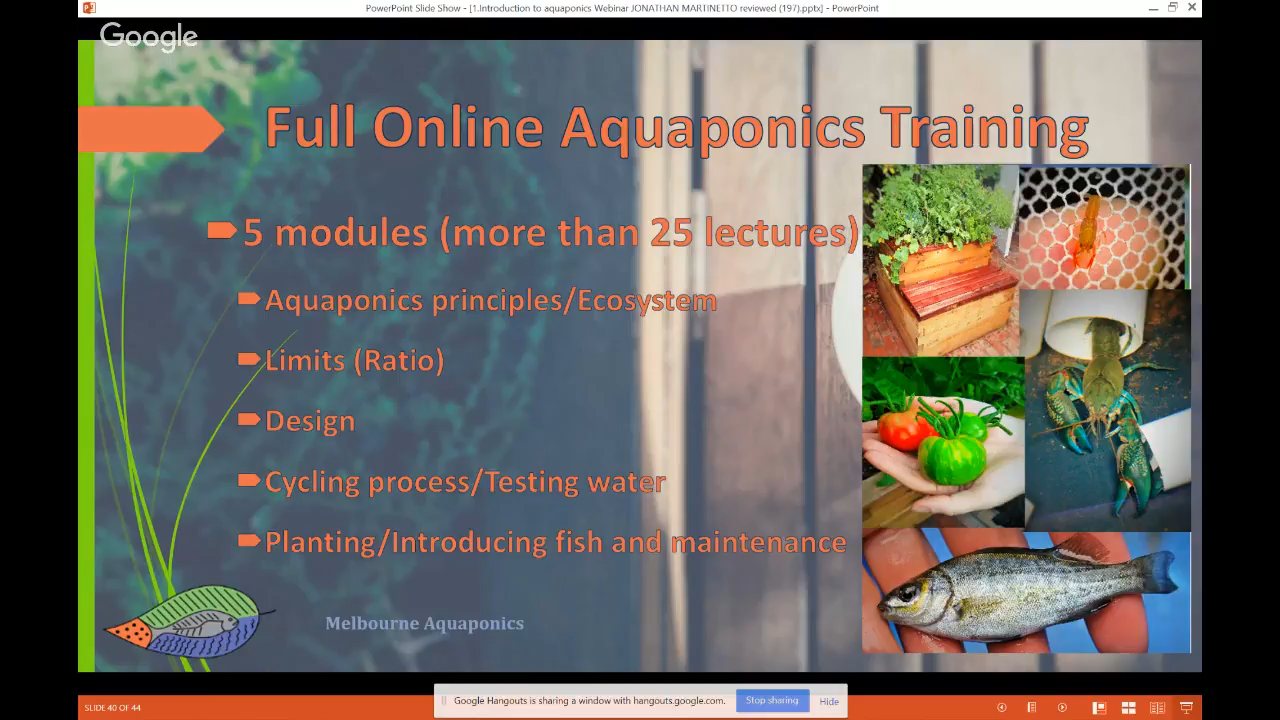 PowerPoint Slide Show - [1.Introduction to aquaponics Webinar JONATHAN MARTINETTO reviewed (197).pptx] - PowerPoint
Google
Full Online Aquaponics Training
5 modules (more than 25 lectures)
Aquaponics principles/Ecosystem
Limits (Ratio)
Design
Cycling process/Testing water
Planting/Introducing fish and maintenance
Melbourne Aquaponics
Google Hangouts is sharing a window with hangouts.google.com.
Stop sharing
Hide
SLIDE 40 OF 44